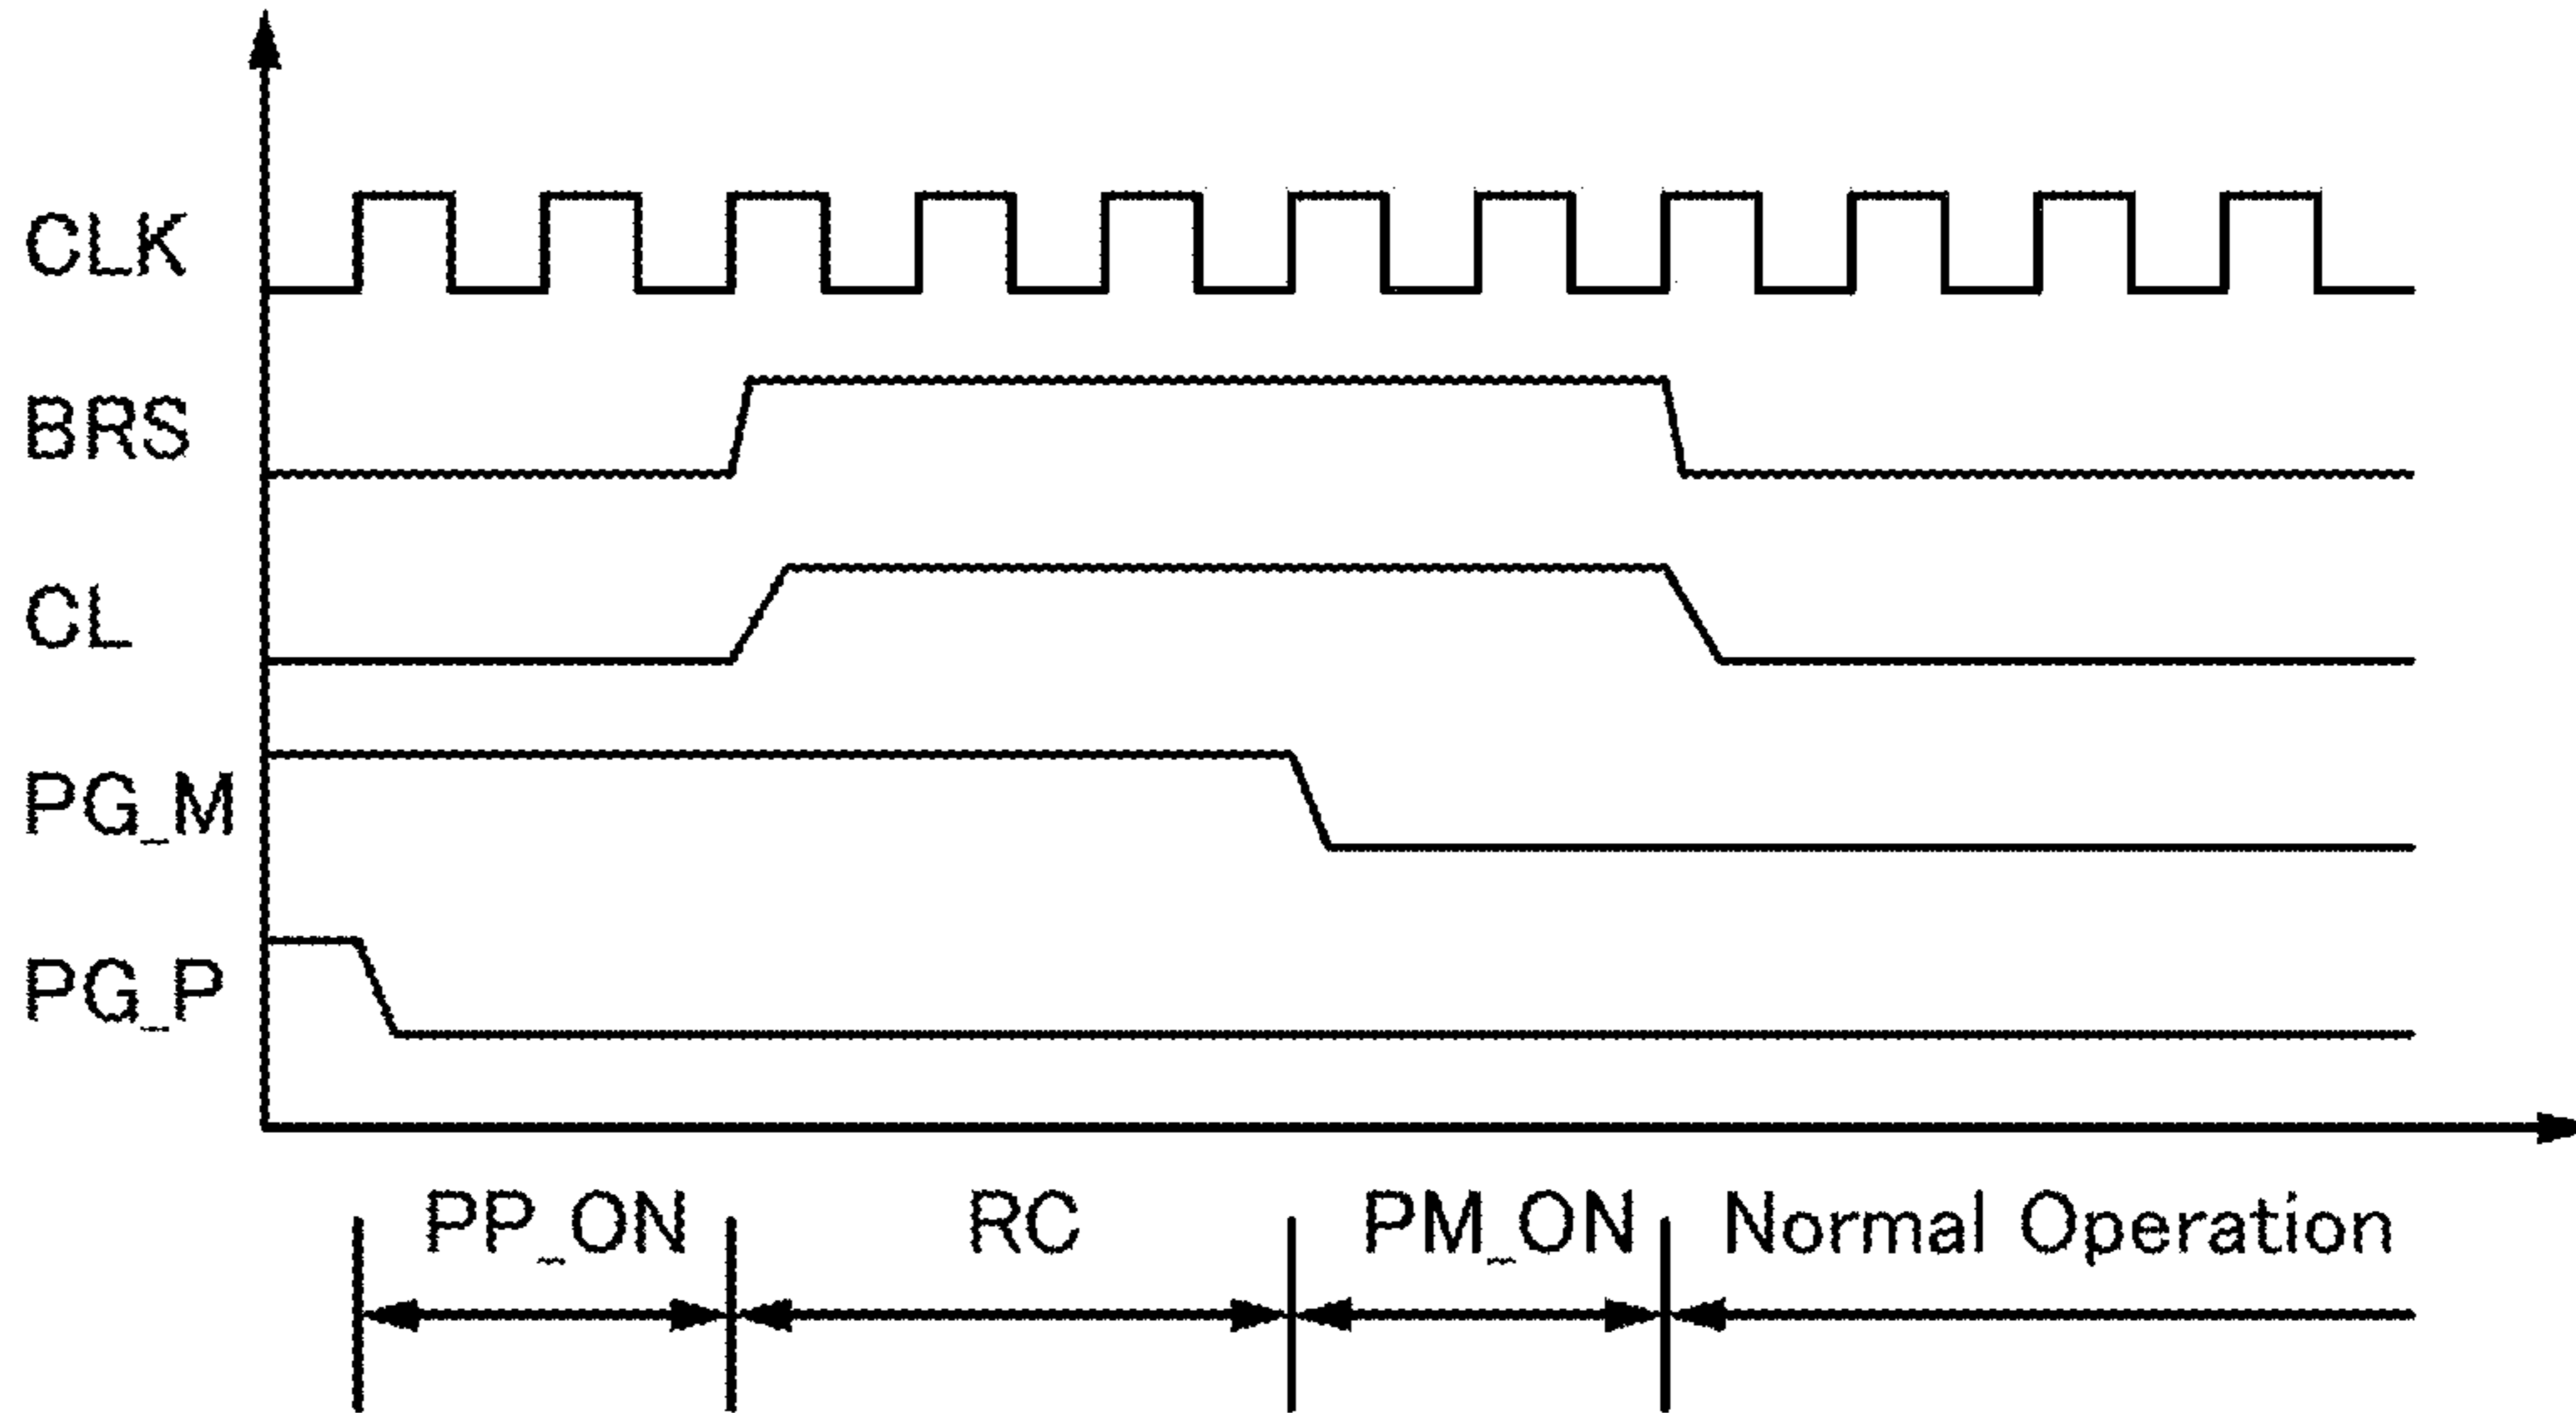 CLK
BRS
CL
PG_M
PG_P
PP_ON RC PM_ON Normal Operation